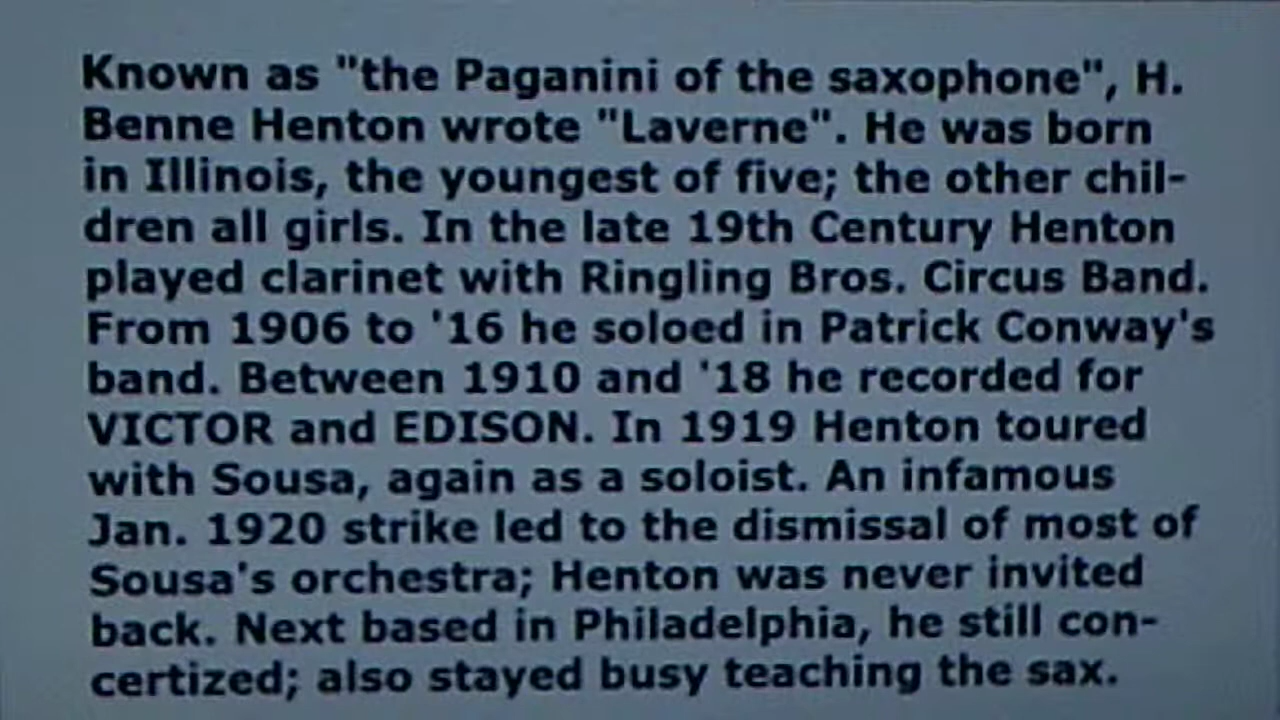 Known as "the Paganini of the saxophone", H.
Benne Henton wrote "Laverne". He was born
in Illinois, the youngest of five; the other chil-
dren all girls. In the late 19th Century Henton
played clarinet with Ringling Bros. Circus Band.
From 1906 to '16 he soloed in Patrick Conway's
band. Between 1910 and '18 he recorded for
VICTOR and EDISON. In 1919 Henton toured
with Sousa, again as a soloist. An infamous
Jan. 1920 strike led to the dismissal of most of
Sousa's orchestra; Henton was never invited
back. Next based in Philadelphia, he still con-
certized; also stayed busy teaching the sax.